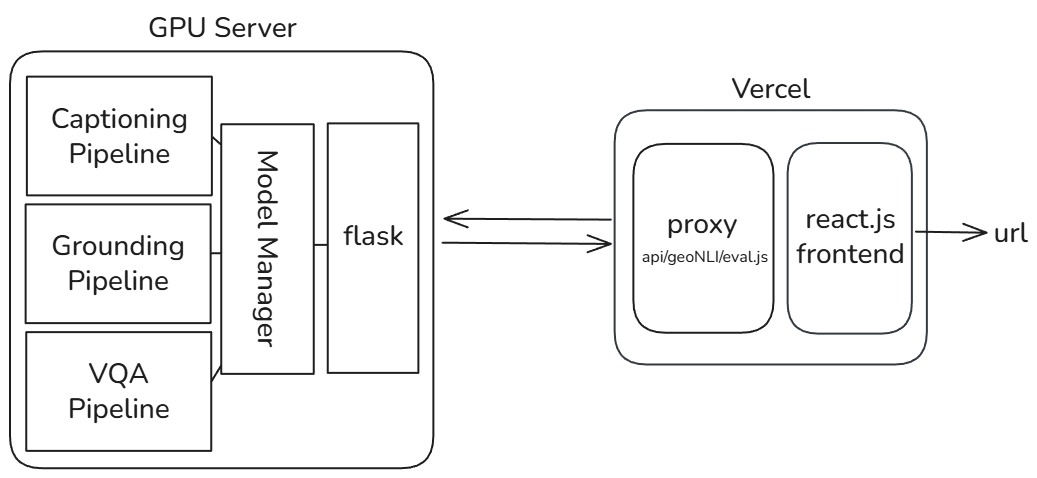 GPU Server
Captioning
Pipeline
Grounding
Pipeline
VQA
Pipeline
Model Manager
flask
Vercel
proxy
api/geoNLI/eval.js
react.js
frontend
url